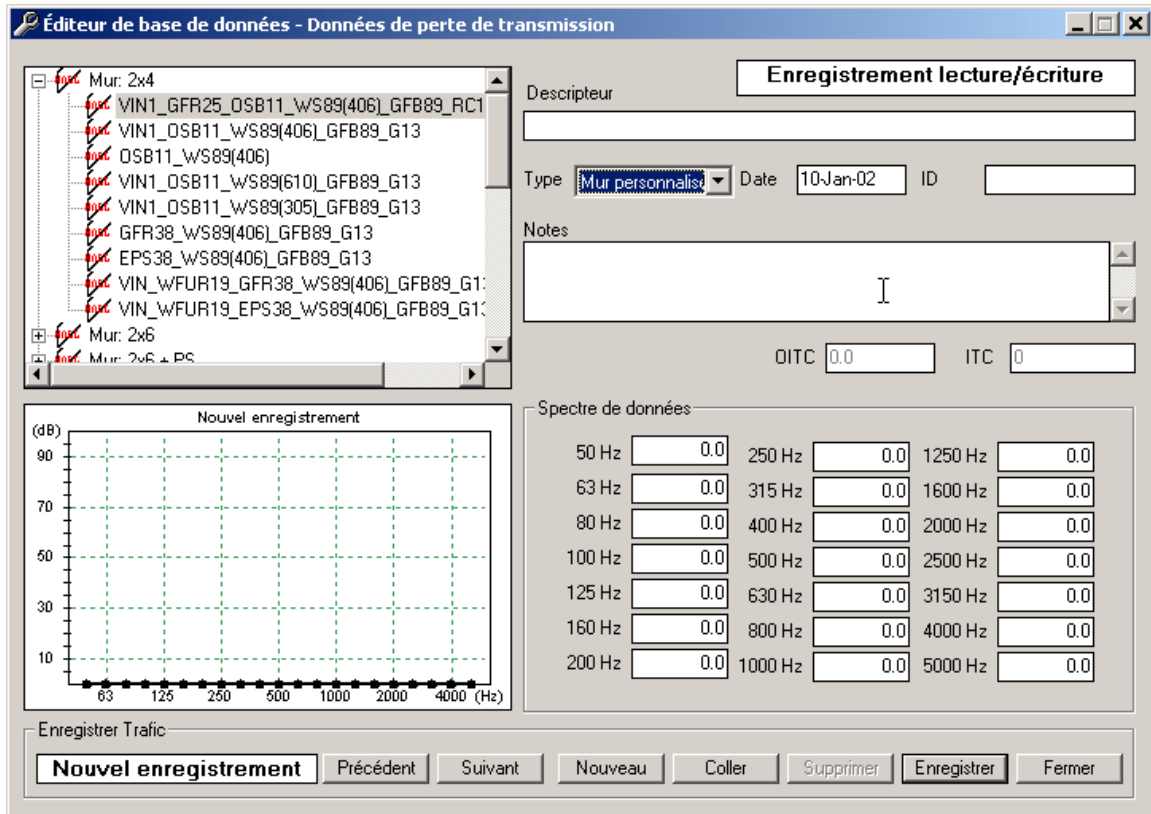 Éditeur de base de données - Données de perte de transmission
Mur: 2x4
VIN1_GFR25_OSB11_WS89(406)_GFB89_RC1
VIN1_OSB11_WS89(406)_GFB89_G13
OSB11_WS89(406)
VIN1_OSB11_WS89(610)_GFB89_G13
VIN1_OSB11_WS89(305)_GFB89_G13
GFR38_WS89(406)_GFB89_G13
EPS38_WS89(406)_GFB89_G13
VIN_WFUR19_GFR38_WS89(406)_GFB89_G1
VIN_WFUR19_EPS38_WS89(406)_GFB89_G1
Mur: 2x6
Mur: 2x6 + PS
Enregistrement lecture/écriture
Descripteur
Type Mur personnalisé Date 10-Jan-02 ID
Notes
OITC 0.0 ITC 0
Nouvel enregistrement
(dB)
90
70
50
30
10
63 125 250 500 1000 2000 4000 (Hz)
Spectre de données
50 Hz 0.0 250 Hz 0.0 1250 Hz 0.0
63 Hz 0.0 315 Hz 0.0 1600 Hz 0.0
80 Hz 0.0 400 Hz 0.0 2000 Hz 0.0
100 Hz 0.0 500 Hz 0.0 2500 Hz 0.0
125 Hz 0.0 630 Hz 0.0 3150 Hz 0.0
160 Hz 0.0 800 Hz 0.0 4000 Hz 0.0
200 Hz 0.0 1000 Hz 0.0 5000 Hz 0.0
Enregistrer Trafic
Nouvel enregistrement Précédent Suivant Nouveau Coller Supprimer Enregistrer Fermer